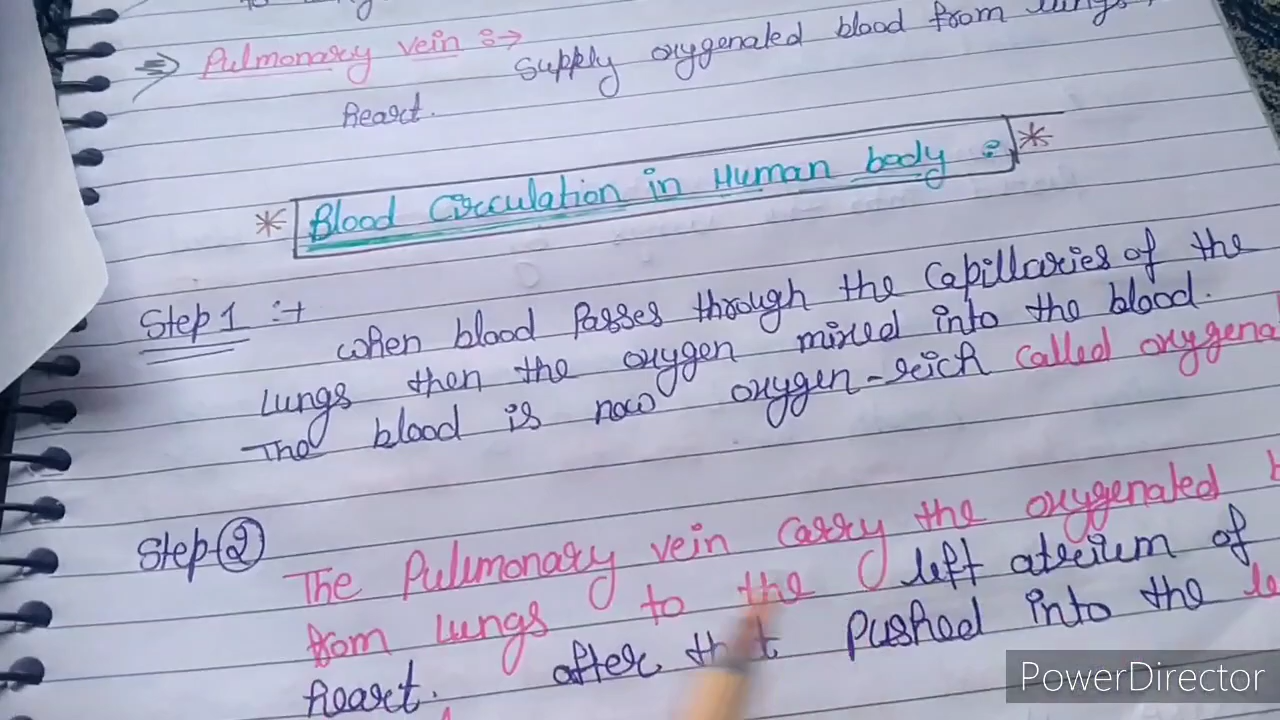 ⇒ Pulmonary vein :→ supply oxygenated blood from lungs
heart.
* Blood Circulation in Human body : *
Step 1 :→
when blood passes through the capillaries of the
lungs then the oxygen mixed into the blood.
The blood is now oxygen-reich called oxygena
Step ②
The Pulmonary vein carry the oxygenated b
from lungs to the left atrium of
heart. after that pushed into the le
PowerDirector